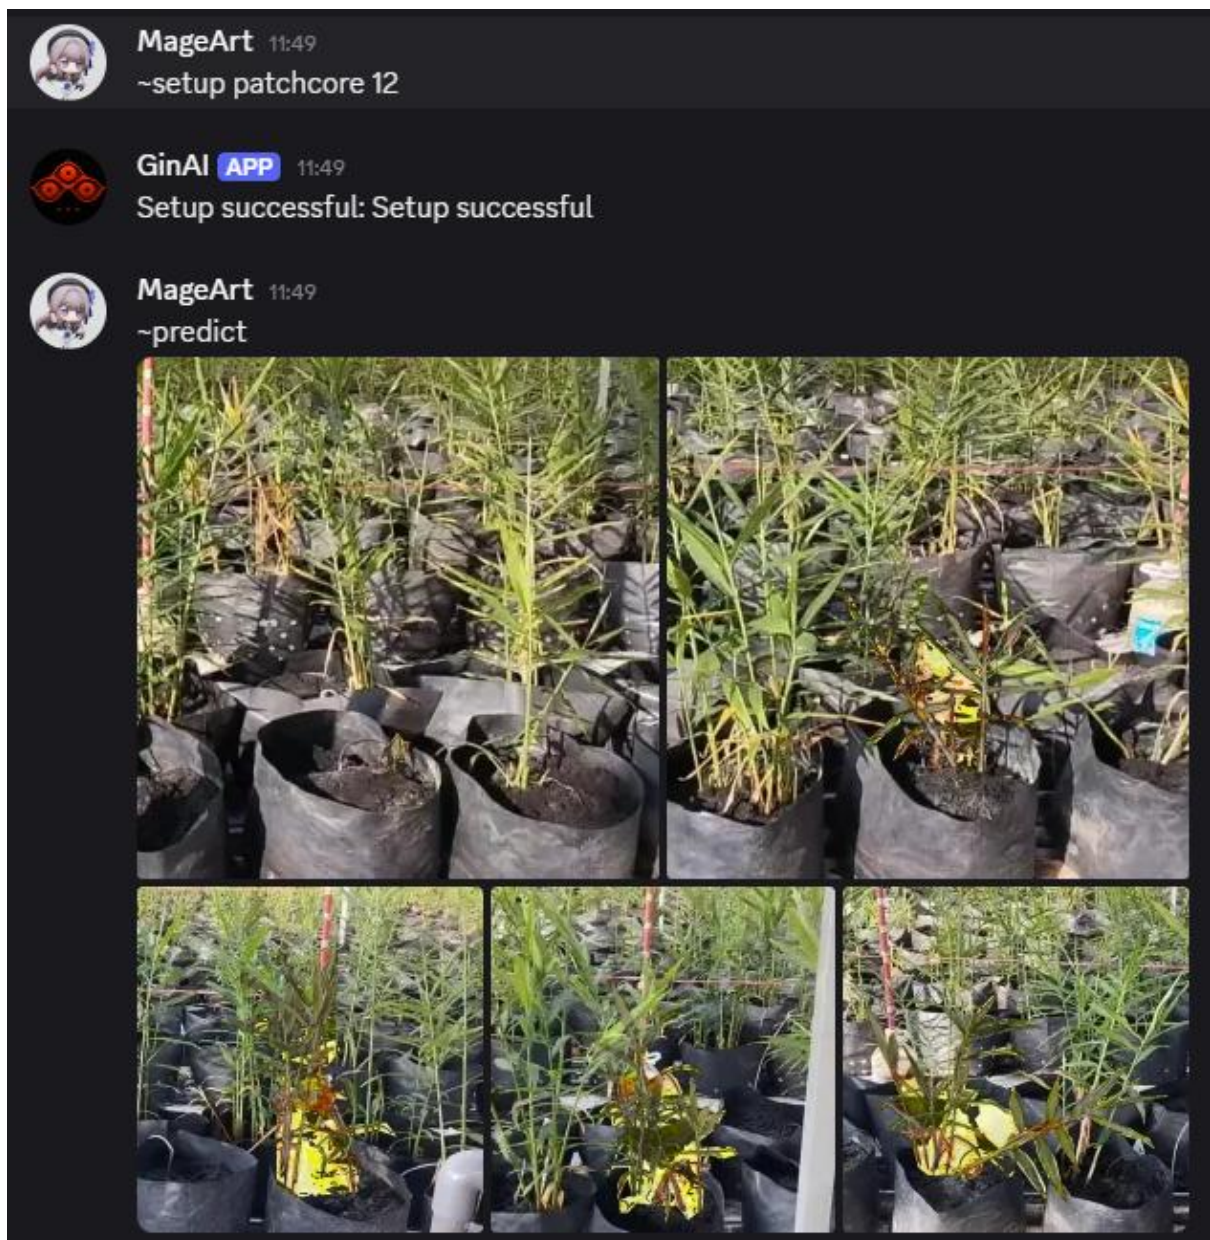 MageArt 11:49
~setup patchcore 12
GinAI APP 11:49
Setup successful: Setup successful
MageArt 11:49
~predict